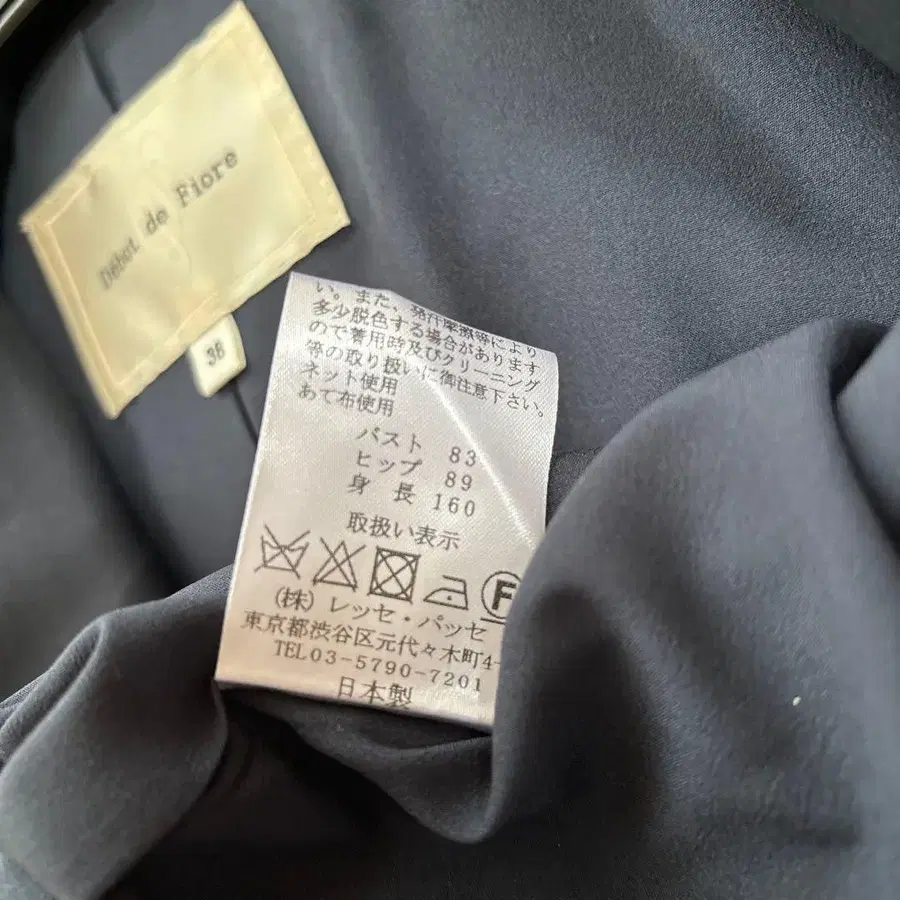 Début de Fiore
38
い。また、発汗摩擦等により
多少脱色する場合があります
ので着用時及びクリーニング
等の取り扱いに御注意下さい。
ネット使用
あて布使用
バスト 83
ヒップ 89
身 長 160
取扱い表示
F
(株) レッセ・パッセ
東京都渋谷区元代々木町4-
TEL03-5790-7201
日本製